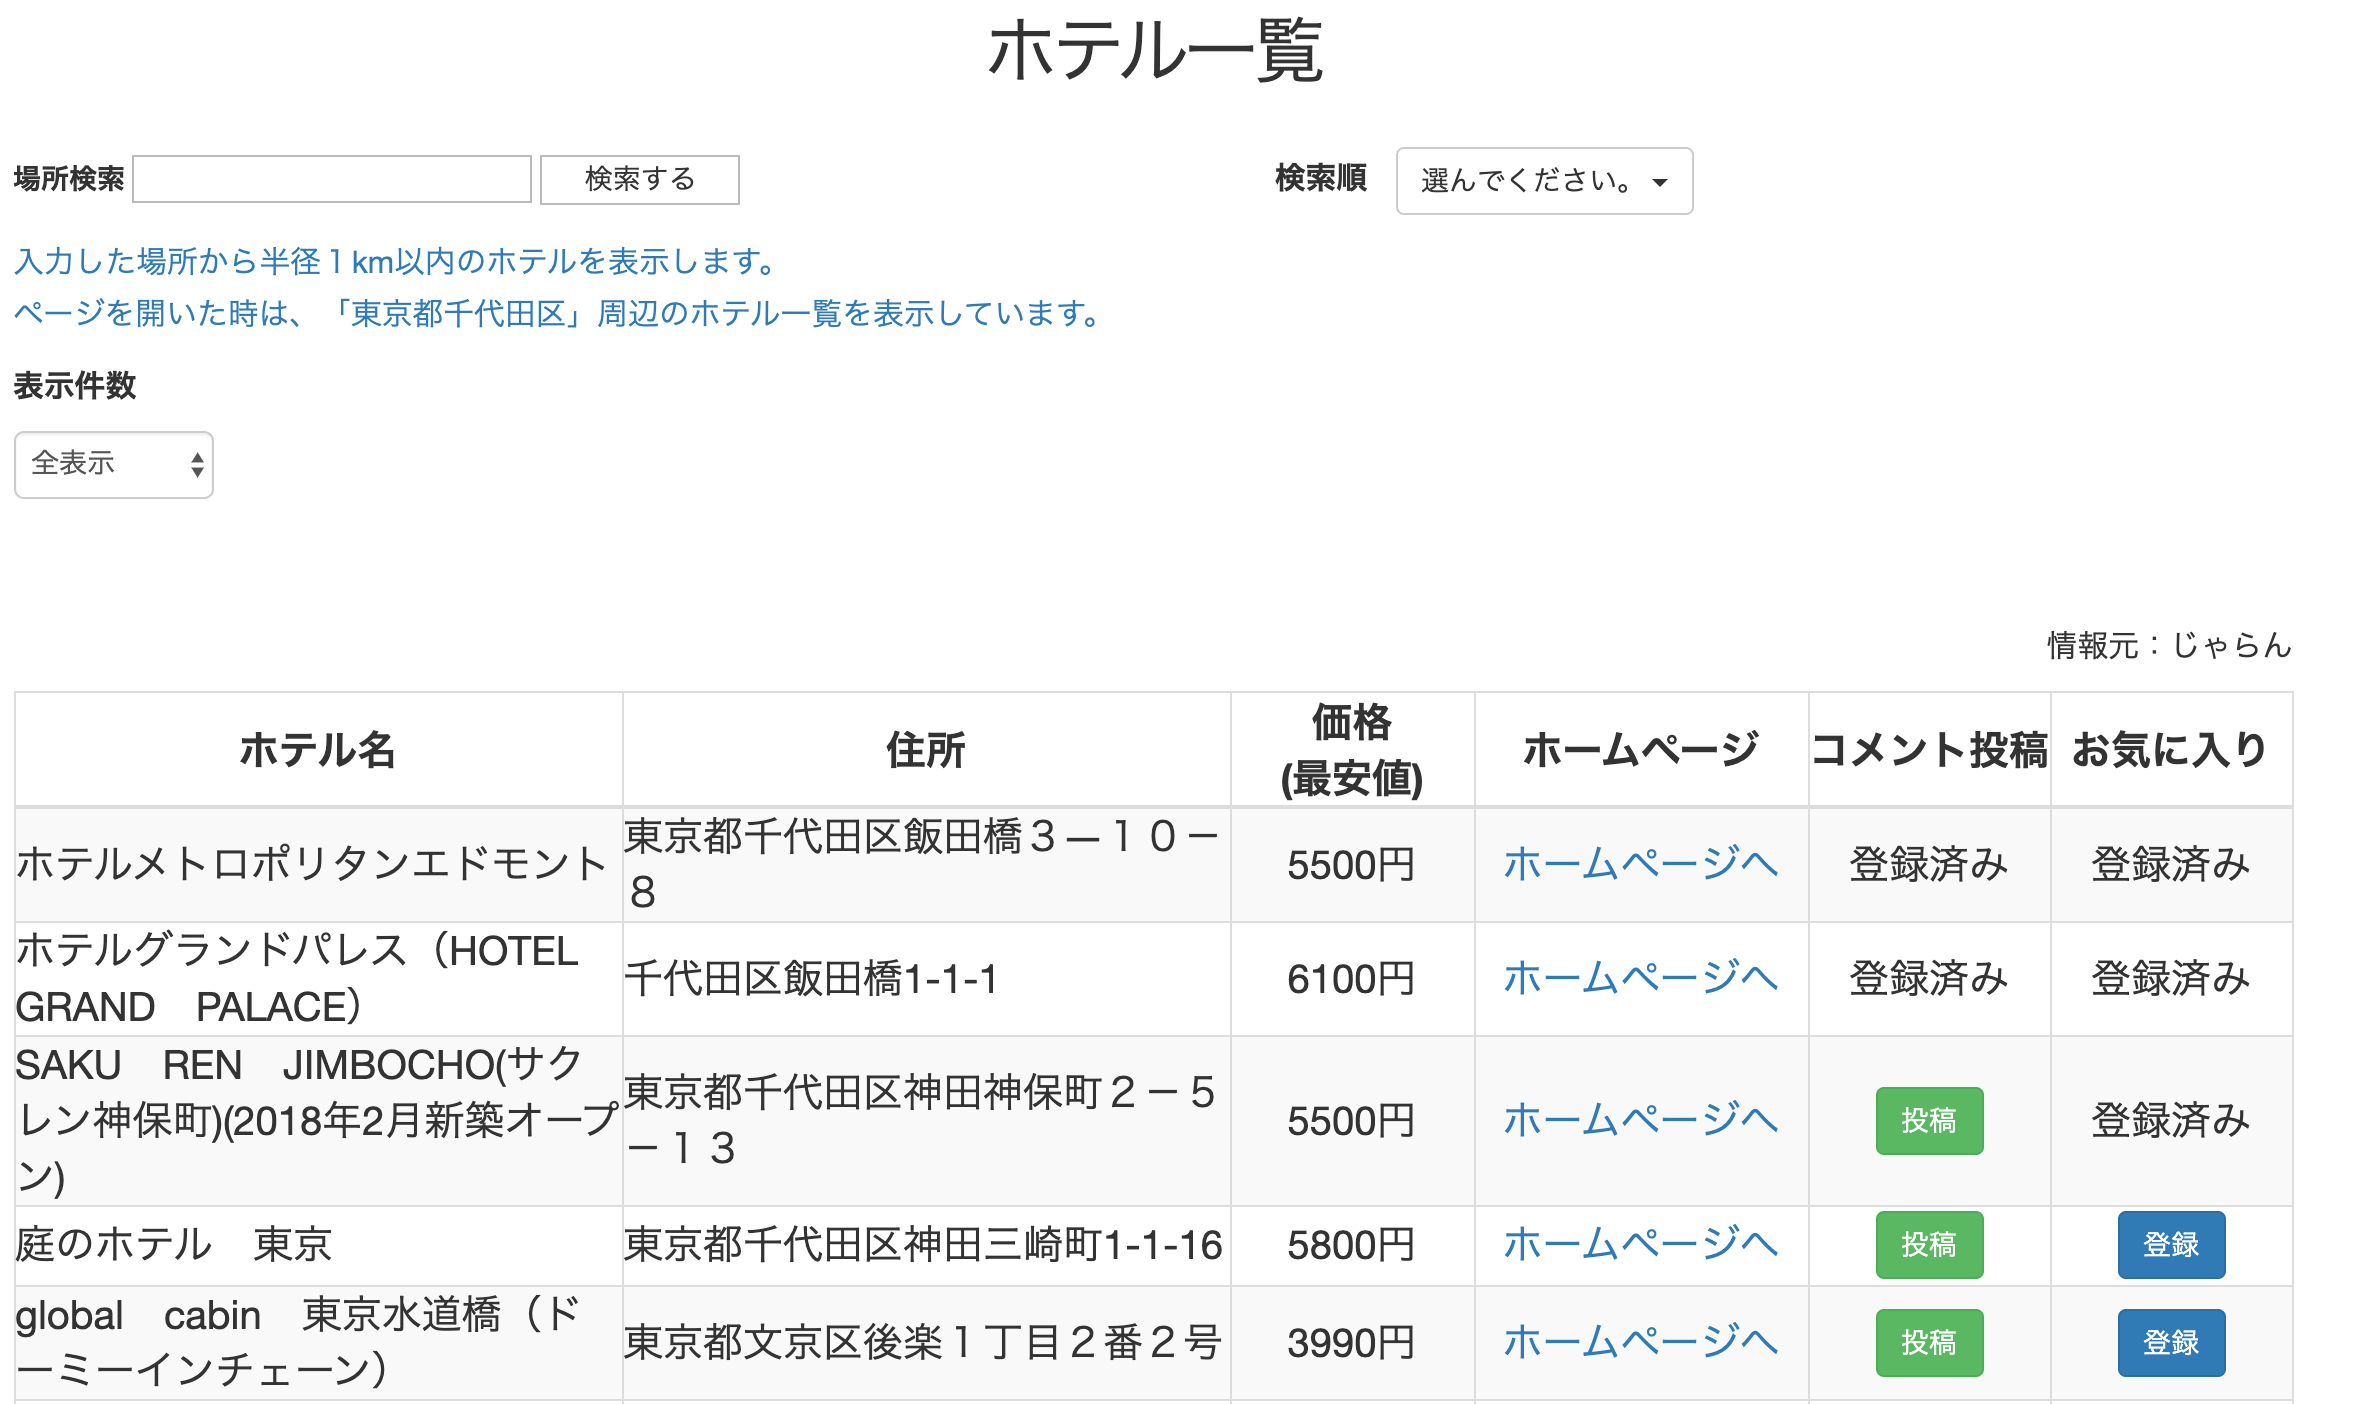 ホテル一覧
場所検索 検索する 検索順 選んでください。
入力した場所から半径１km以内のホテルを表示します。
ページを開いた時は、「東京都千代田区」周辺のホテル一覧を表示しています。
表示件数
全表示
情報元：じゃらん
ホテル名 住所 価格 ホームページ コメント投稿 お気に入り
(最安値)
ホテルメトロポリタンエドモント 東京都千代田区飯田橋３—１０－ 5500円 ホームページへ 登録済み 登録済み
８
ホテルグランドパレス（HOTEL 千代田区飯田橋1-1-1 6100円 ホームページへ 登録済み 登録済み
GRAND　PALACE）
SAKU　REN　JIMBOCHO(サク 東京都千代田区神田神保町２－５ 5500円 ホームページへ 投稿 登録済み
レン神保町)(2018年2月新築オープ －１３
ン)
庭のホテル　東京 東京都千代田区神田三崎町1-1-16 5800円 ホームページへ 投稿 登録
global　cabin　東京水道橋（ド 東京都文京区後楽１丁目２番２号 3990円 ホームページへ 投稿 登録
ーミーインチェーン）